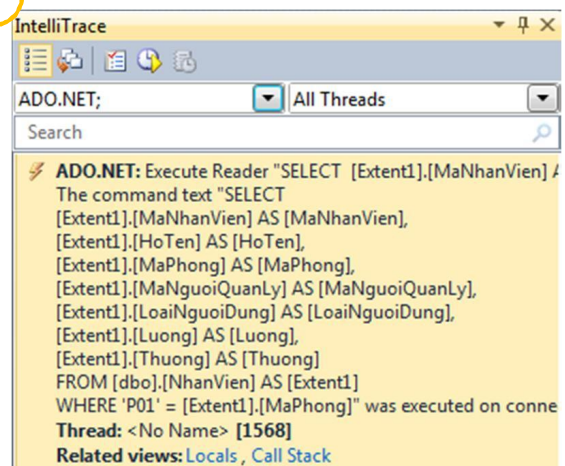 IntelliTrace
ADO.NET; All Threads
Search
ADO.NET: Execute Reader "SELECT [Extent1].[MaNhanVien] A
The command text "SELECT
[Extent1].[MaNhanVien] AS [MaNhanVien],
[Extent1].[HoTen] AS [HoTen],
[Extent1].[MaPhong] AS [MaPhong],
[Extent1].[MaNguoiQuanLy] AS [MaNguoiQuanLy],
[Extent1].[LoaiNguoiDung] AS [LoaiNguoiDung],
[Extent1].[Luong] AS [Luong],
[Extent1].[Thuong] AS [Thuong]
FROM [dbo].[NhanVien] AS [Extent1]
WHERE 'P01' = [Extent1].[MaPhong]" was executed on conne
Thread: <No Name> [1568]
Related views: Locals , Call Stack